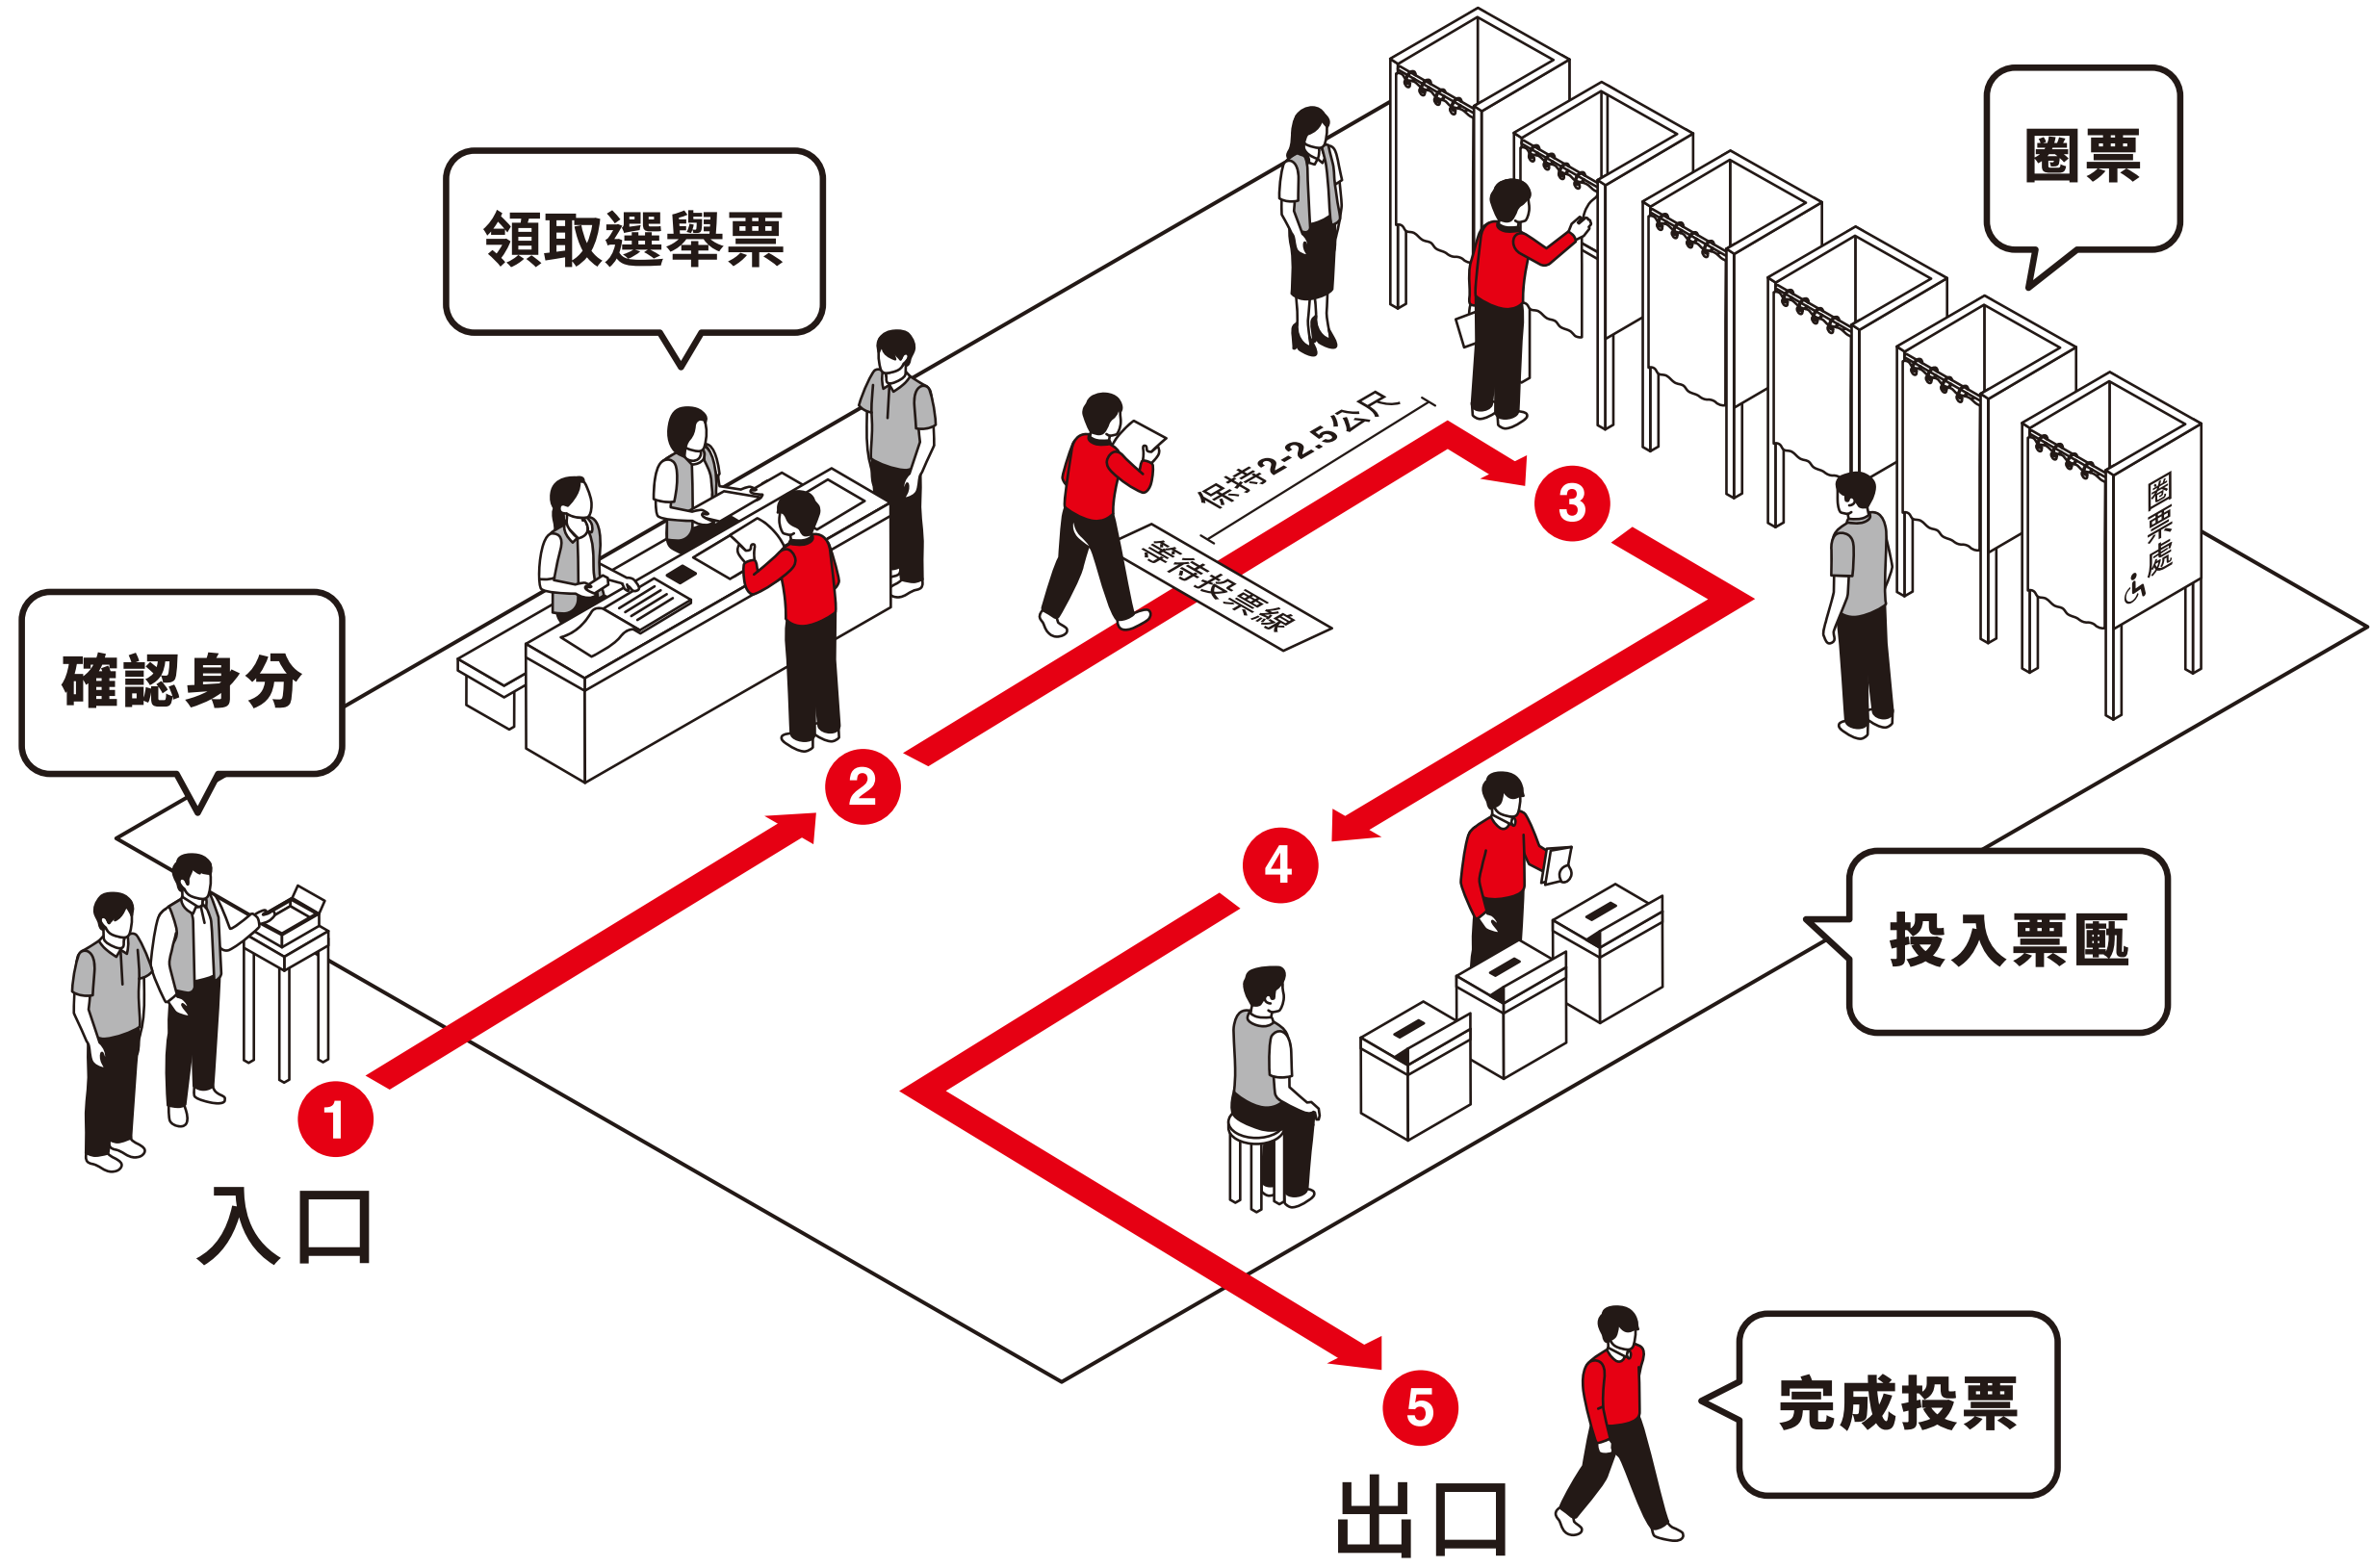 圈票
領取選舉票
確認身分
保持2-2.5公尺
等待投票線
圈票處
1
2
3
4
5
投入票匭
入口
完成投票
出口